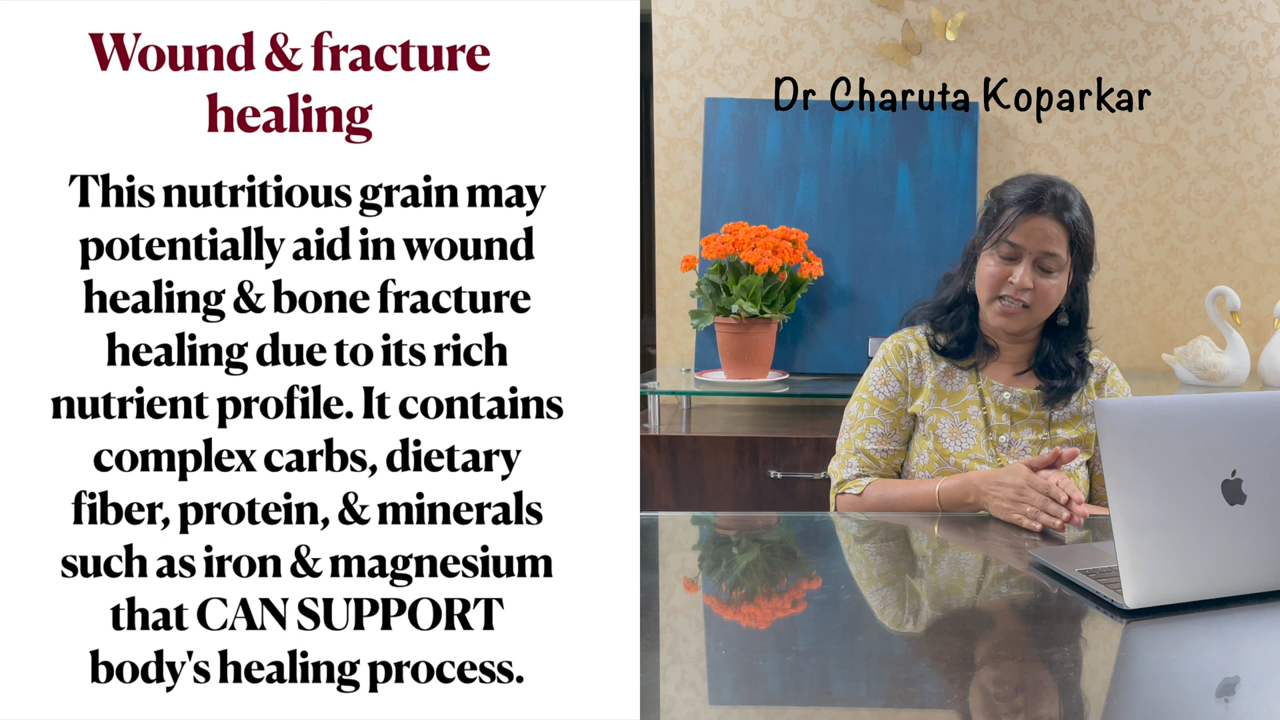 Wound & fracture
healing
This nutritious grain may
potentially aid in wound
healing & bone fracture
healing due to its rich
nutrient profile. It contains
complex carbs, dietary
fiber, protein, & minerals
such as iron & magnesium
that CAN SUPPORT
body's healing process.
Dr Charuta Koparkar